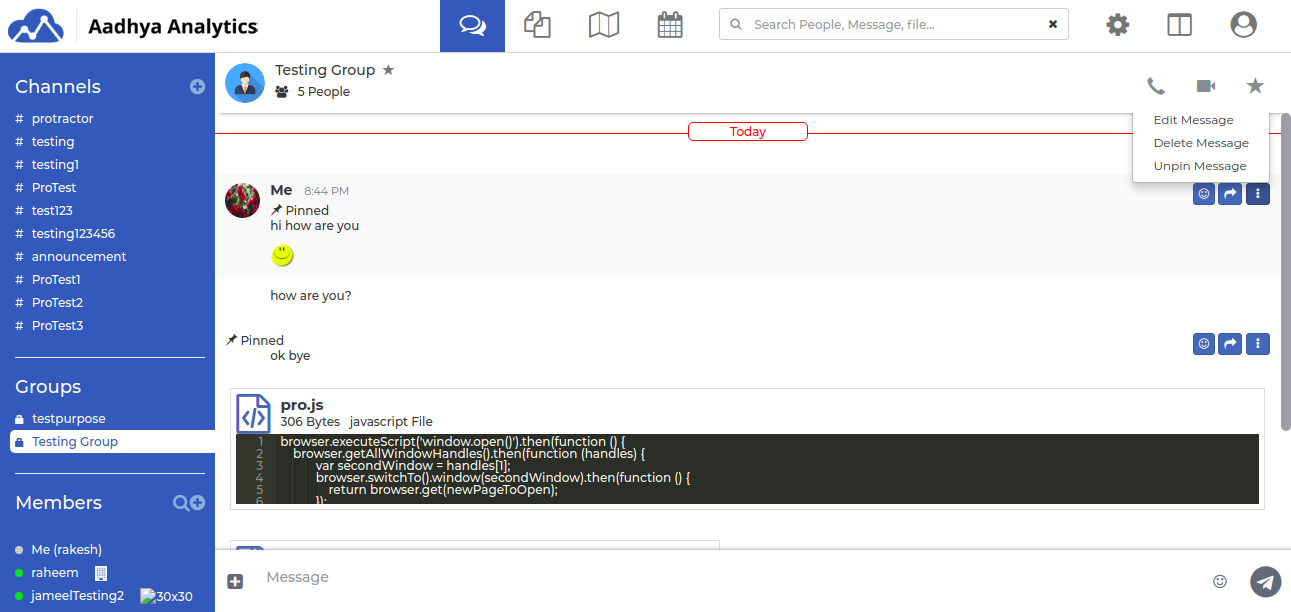 Aadhya Analytics
Search People, Message, file...
Channels
# protractor
# testing
# testing1
# ProTest
# test123
# testing123456
# announcement
# ProTest1
# ProTest2
# ProTest3
Groups
testpurpose
Testing Group
Members
Me (rakesh)
raheem
jameelTesting2 30x30
Testing Group
5 People
Today
Edit Message
Delete Message
Unpin Message
Me 8:44 PM
Pinned
hi how are you
how are you?
Pinned
ok bye
pro.js
306 Bytes javascript File
1 browser.executeScript('window.open()').then(function () {
2 browser.getAllWindowHandles().then(function (handles) {
3 var secondWindow = handles[1];
4 browser.switchTo().window(secondWindow).then(function () {
5 return browser.get(newPageToOpen);
6 });
Message